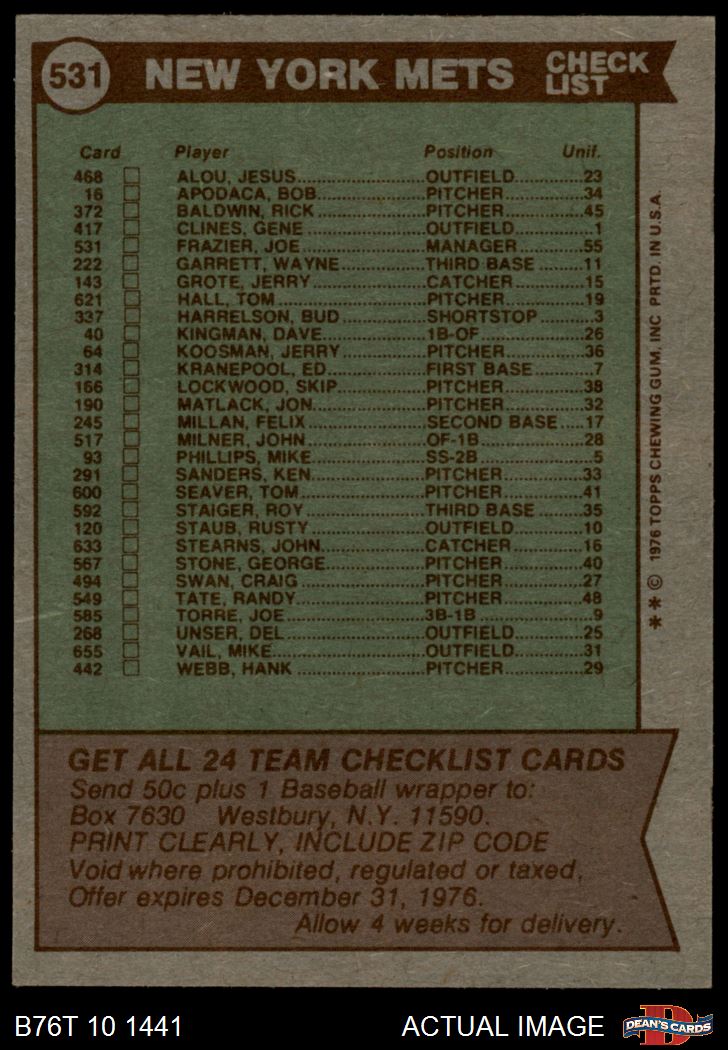 531 NEW YORK METS CHECK LIST
Card Player Position Unif.
468 ALOU, JESUS OUTFIELD 23
16 APODACA, BOB PITCHER 34
372 BALDWIN, RICK PITCHER 45
417 CLINES, GENE OUTFIELD 1
531 FRAZIER, JOE MANAGER 55
222 GARRETT, WAYNE THIRD BASE 11
143 GROTE, JERRY CATCHER 15
621 HALL, TOM PITCHER 19
337 HARRELSON, BUD SHORTSTOP 3
40 KINGMAN, DAVE 1B-OF 26
64 KOOSMAN, JERRY PITCHER 36
314 KRANEPOOL, ED FIRST BASE 7
166 LOCKWOOD, SKIP PITCHER 38
190 MATLACK, JON PITCHER 32
245 MILLAN, FELIX SECOND BASE 17
517 MILNER, JOHN OF-1B 28
93 PHILLIPS, MIKE SS-2B 5
291 SANDERS, KEN PITCHER 33
600 SEAVER, TOM PITCHER 41
592 STAIGER, ROY THIRD BASE 35
120 STAUB, RUSTY OUTFIELD 10
633 STEARNS, JOHN CATCHER 16
567 STONE, GEORGE PITCHER 40
494 SWAN, CRAIG PITCHER 27
549 TATE, RANDY PITCHER 48
585 TORRE, JOE 3B-1B 9
268 UNSER, DEL OUTFIELD 25
655 VAIL, MIKE OUTFIELD 31
442 WEBB, HANK PITCHER 29
** © 1976 TOPPS CHEWING GUM, INC PRTD. IN U.S.A.
GET ALL 24 TEAM CHECKLIST CARDS
Send 50c plus 1 Baseball wrapper to:
Box 7630 Westbury, N.Y. 11590.
PRINT CLEARLY, INCLUDE ZIP CODE
Void where prohibited, regulated or taxed.
Offer expires December 31, 1976.
Allow 4 weeks for delivery.
B76T 10 1441 ACTUAL IMAGE D DEAN'S CARDS